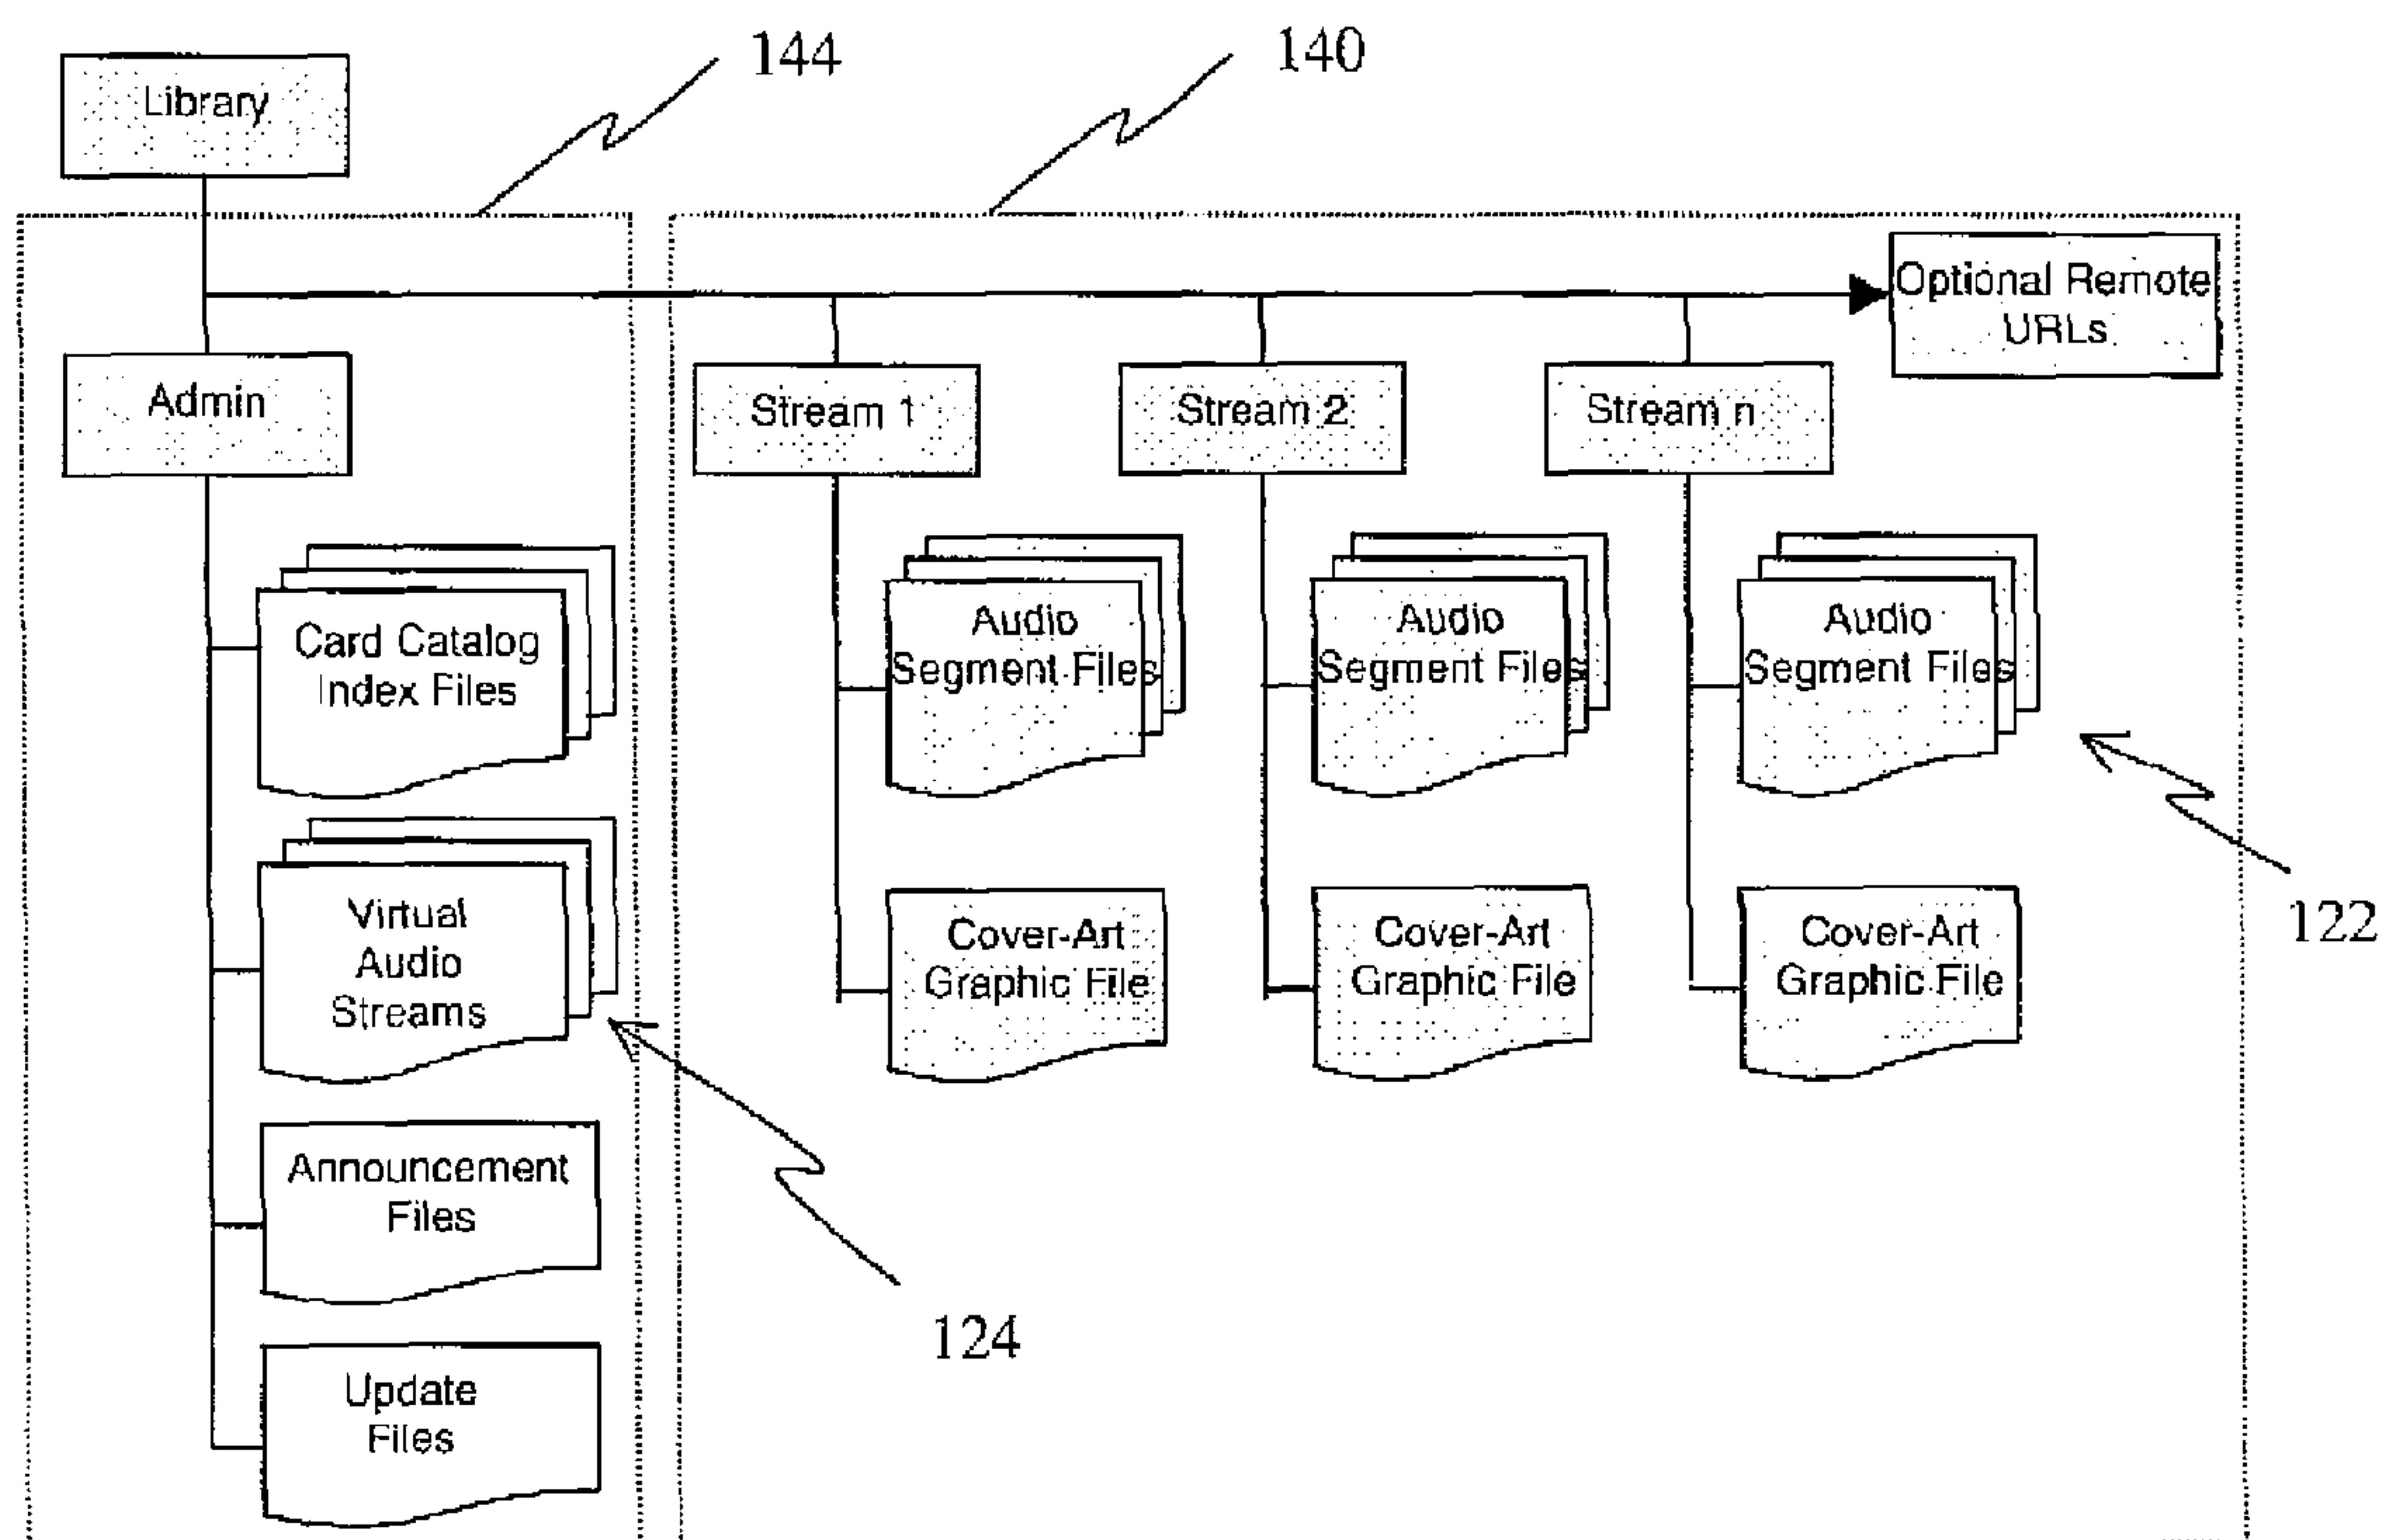 144
140
Library
Optional Remote
URLs
Admin
Stream 1
Stream 2
Stream n
Card Catalog
Index Files
Audio
Segment Files
Audio
Segment Files
Audio
Segment Files
122
Virtual
Audio
Streams
Cover-Art
Graphic File
Cover-Art
Graphic File
Cover-Art
Graphic File
124
Announcement
Files
Update
Files